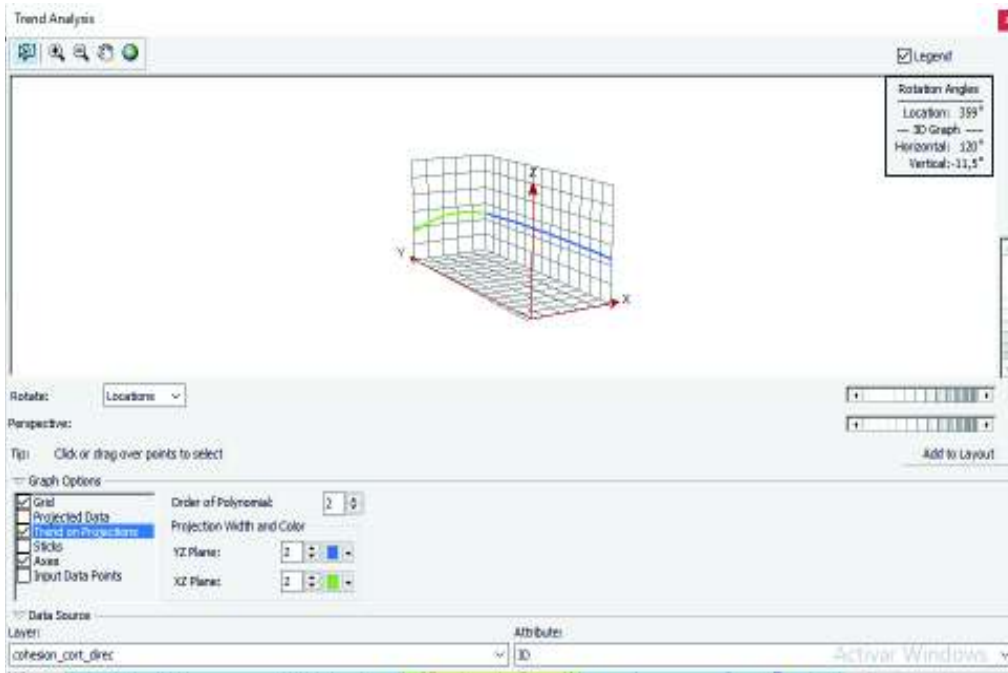 Trend Analysis
Legend
Rotation Angles
Location: 359°
--- 3D Graph ---
Horizontal: 120°
Vertical:-11,5°
Z
Y
X
Rotate:
Locations
Perspective:
Tip: Click or drag over points to select
Add to Layout
Graph Options
Grid
Projected Data
Trend on Projections
Sticks
Axes
Input Data Points
Order of Polynomial: 2
Projection Width and Color
YZ Plane: 2
XZ Plane: 2
Data Source
Layer:
Attribute:
cohesion_cort_direc
Activar Windows